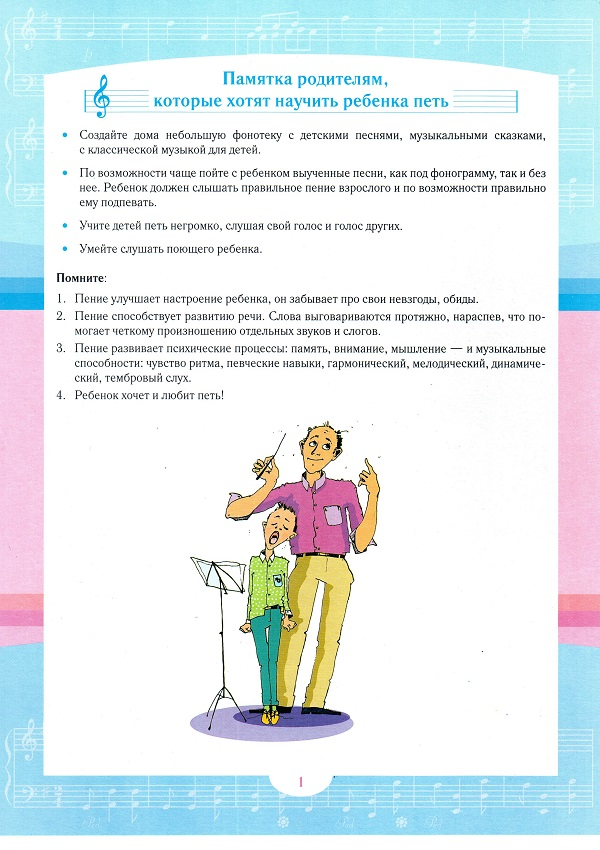 Памятка родителям,
которые хотят научить ребенка петь
• Создайте дома небольшую фонотеку с детскими песнями, музыкальными сказками,
с классической музыкой для детей.
• По возможности чаще пойте с ребенком выученные песни, как под фонограмму, так и без
нее. Ребенок должен слышать правильное пение взрослого и по возможности правильно
ему подпевать.
• Учите детей петь негромко, слушая свой голос и голос других.
• Умейте слушать поющего ребенка.
Помните:
1. Пение улучшает настроение ребенка, он забывает про свои невзгоды, обиды.
2. Пение способствует развитию речи. Слова выговариваются протяжно, нараспев, что по-
могает четкому произношению отдельных звуков и слогов.
3. Пение развивает психические процессы: память, внимание, мышление — и музыкальные
способности: чувство ритма, певческие навыки, гармонический, мелодический, динамиче-
ский, тембровый слух.
4. Ребенок хочет и любит петь!
1